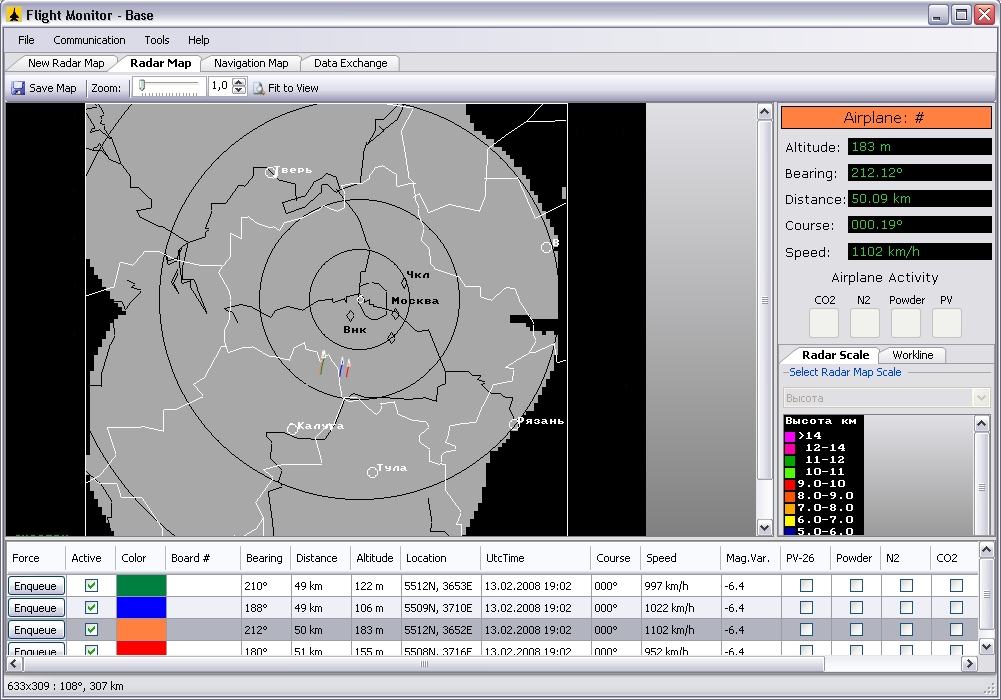 Flight Monitor - Base
File Communication Tools Help
New Radar Map Radar Map Navigation Map Data Exchange
Save Map Zoom: 1,0 Fit to View
Airplane: #
Altitude: 183 m
Bearing: 212.12°
Distance: 50.09 km
Course: 000.19°
Speed: 1102 km/h
Airplane Activity
CO2 N2 Powder PV
Radar Scale Workline
Select Radar Map Scale
Высота
Высота км
>14
12-14
11-12
10-11
9.0-10
8.0-9.0
7.0-8.0
6.0-7.0
5.0-6.0
Тверь
В
Чкл
Москва
Внк
Калуга
Рязань
Тула
Force Active Color Board # Bearing Distance Altitude Location UtcTime Course Speed Mag.Var. PV-26 Powder N2 CO2
Enqueue 210° 49 km 122 m 5512N, 3653E 13.02.2008 19:02 000° 997 km/h -6.4
Enqueue 188° 49 km 106 m 5509N, 3710E 13.02.2008 19:02 000° 1022 km/h -6.4
Enqueue 212° 50 km 183 m 5512N, 3652E 13.02.2008 19:02 000° 1102 km/h -6.4
Enqueue 180° 51 km 155 m 5508N, 3716E 13.02.2008 19:02 000° 952 km/h -6.4
633x309 : 108°, 307 km